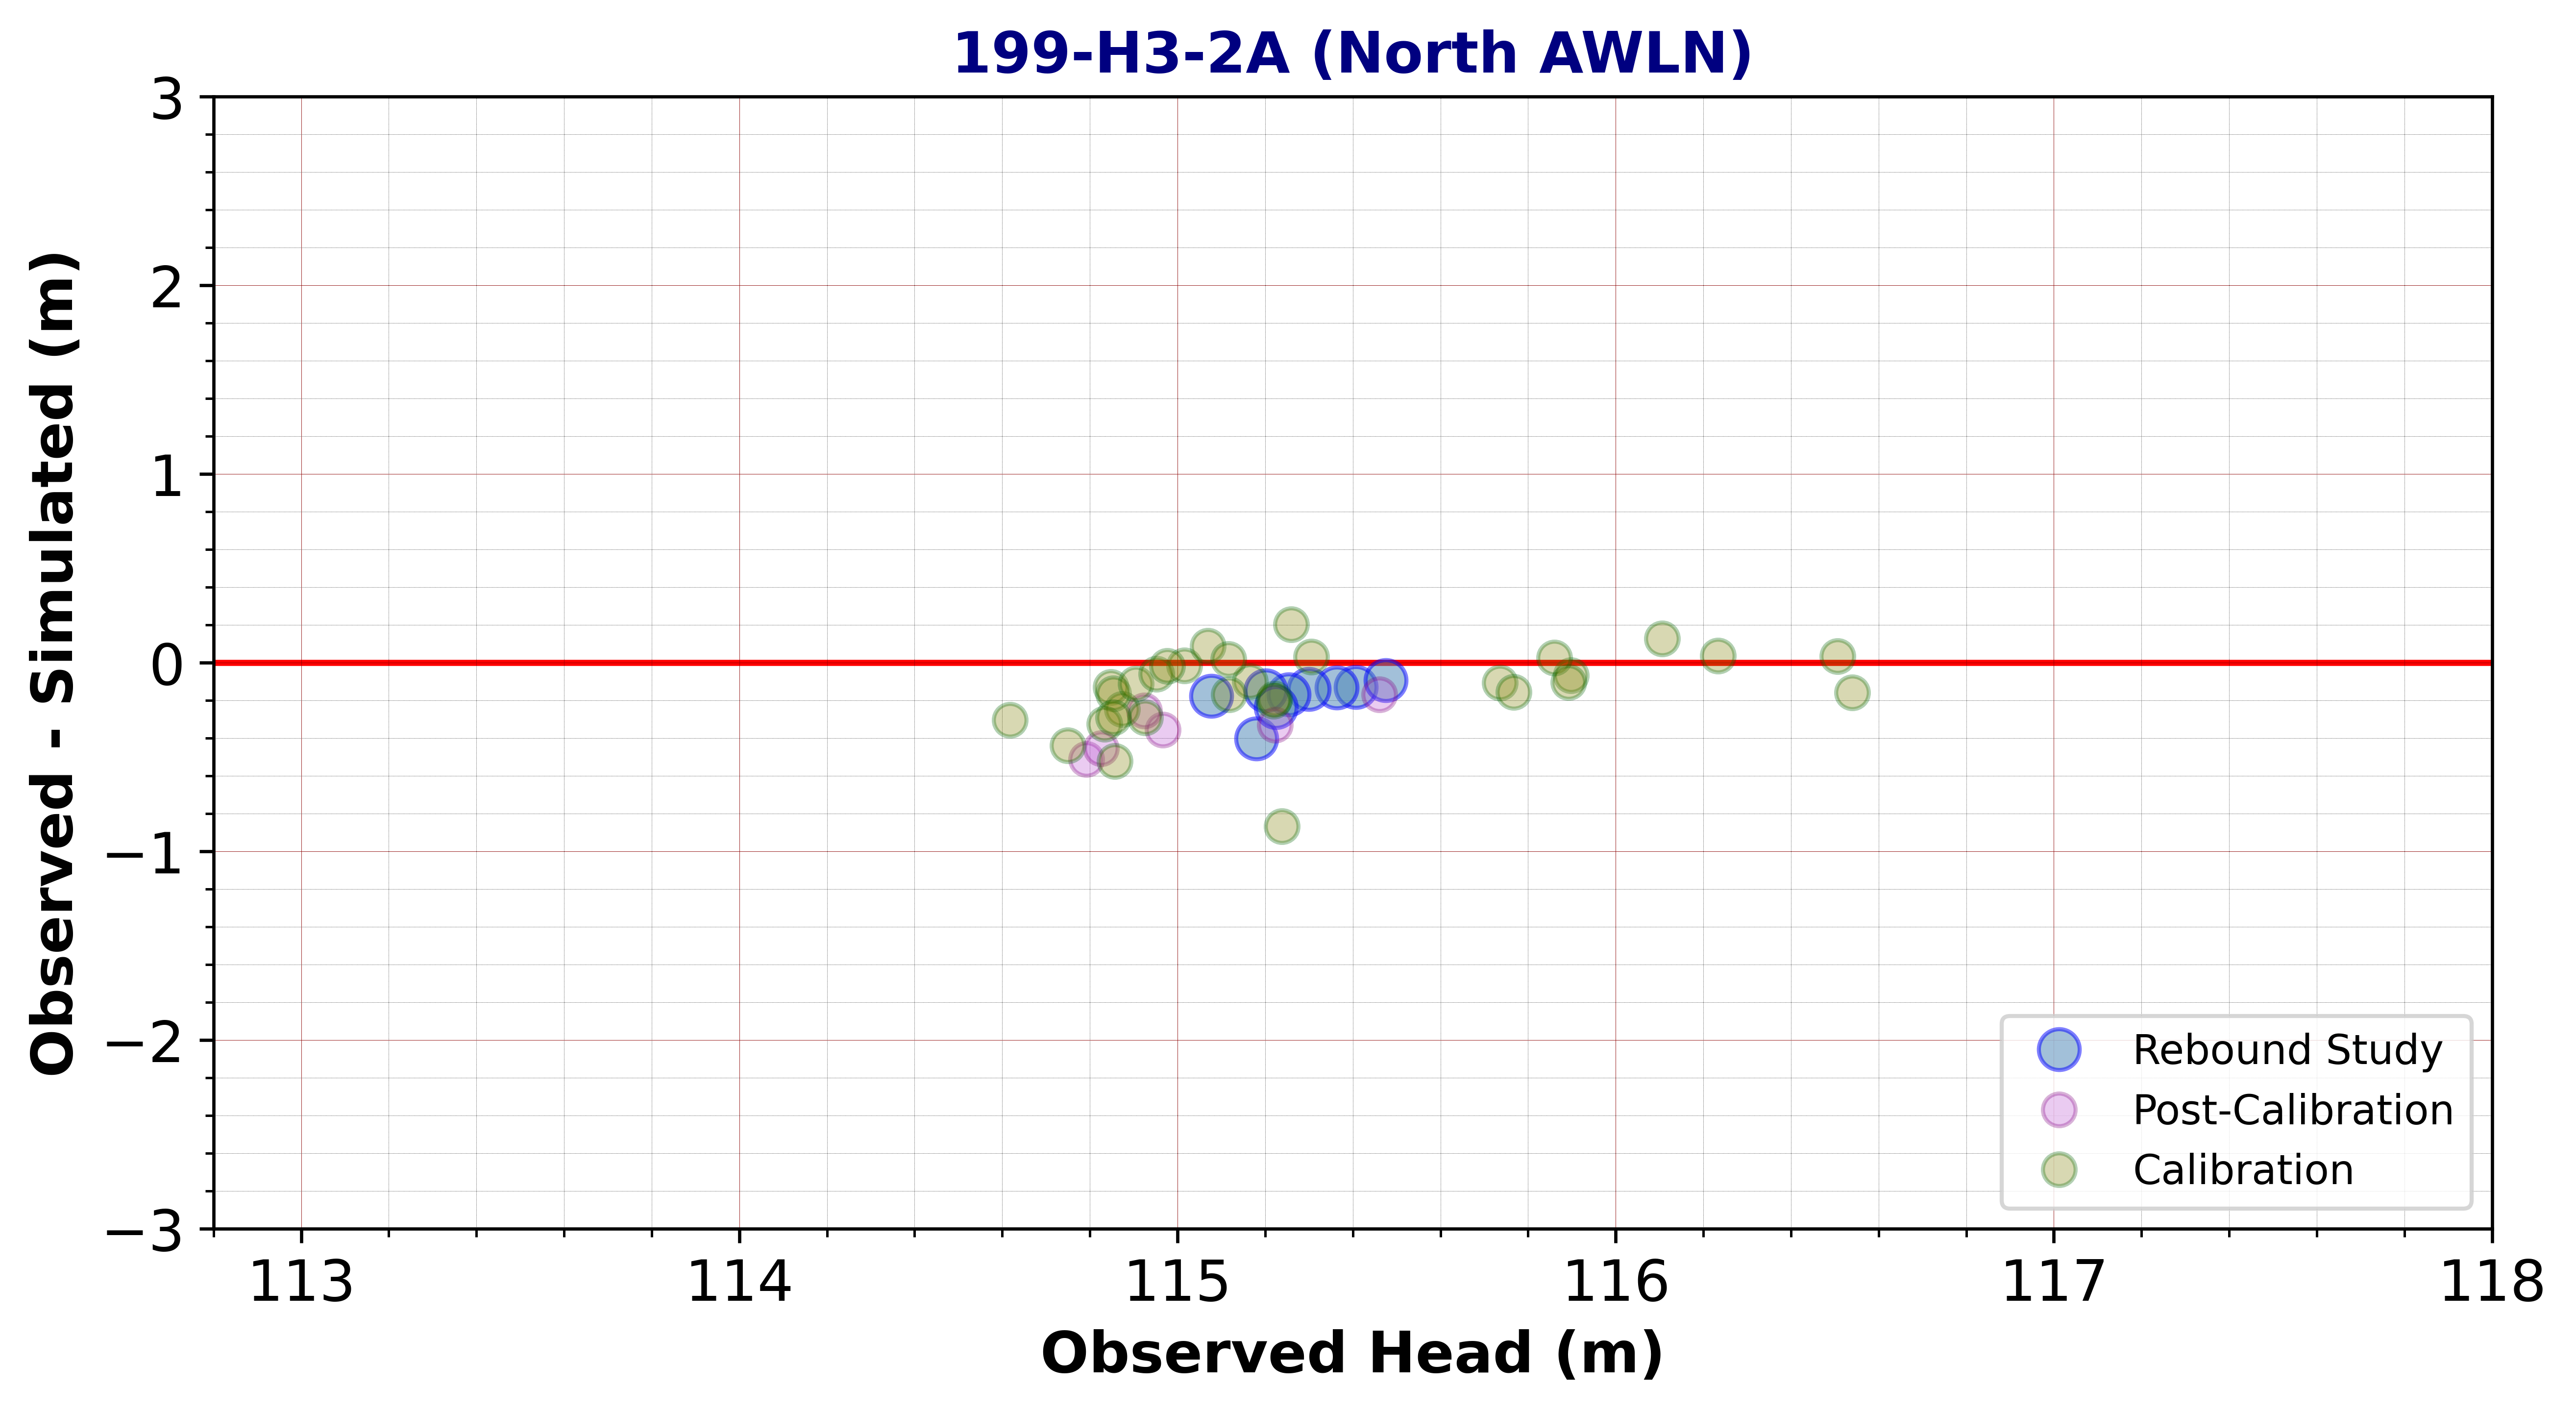 199-H3-2A (North AWLN)
Observed - Simulated (m)
3
2
1
0
−1
−2
−3
Rebound Study
Post-Calibration
Calibration
113 114 115 116 117 118
Observed Head (m)